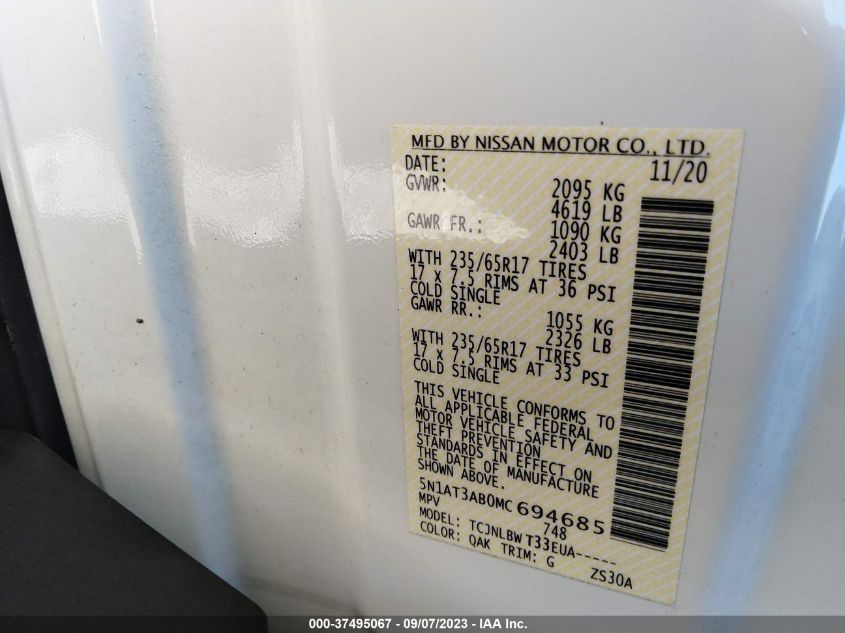 MFD BY NISSAN MOTOR CO., LTD.
DATE: 11/20
GVWR: 2095 KG
4619 LB
GAWR FR.: 1090 KG
2403 LB
WITH 235/65R17 TIRES
17 x 7.5 RIMS AT 36 PSI
COLD SINGLE
GAWR RR.: 1055 KG
2326 LB
WITH 235/65R17 TIRES
17 x 7.5 RIMS AT 33 PSI
COLD SINGLE
THIS VEHICLE CONFORMS TO
ALL APPLICABLE FEDERAL
MOTOR VEHICLE SAFETY AND
THEFT PREVENTION
STANDARDS IN EFFECT ON
THE DATE OF MANUFACTURE
SHOWN ABOVE.
5N1AT3AB0MC 694685
MPV 748
MODEL: TCJNLBW T33EUA-----
COLOR: QAK TRIM: G ZS30A
000-37495067 - 09/07/2023 - IAA Inc.